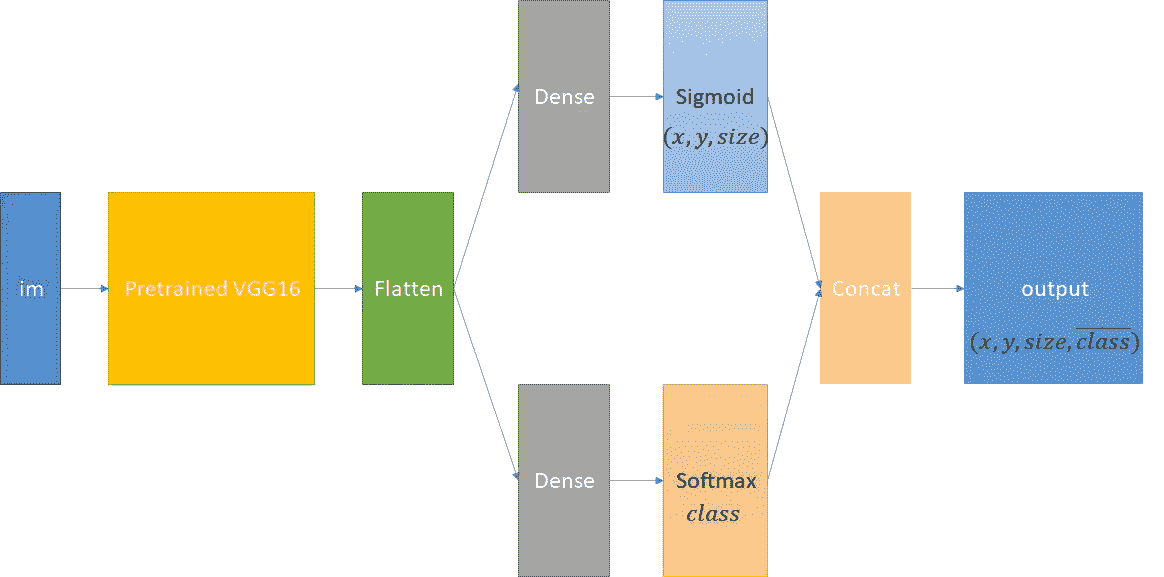 im
Pretrained VGG16
Flatten
Dense
Sigmoid
(x, y, size)
Dense
Softmax
class
Concat
output
(x, y, size, \overline{class})